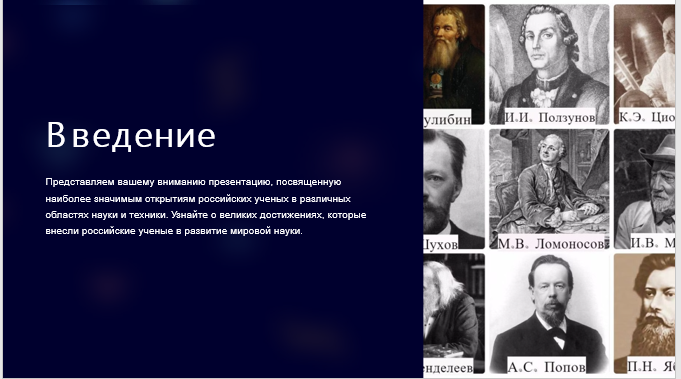 Введение
Представляем вашему вниманию презентацию, посвященную
наиболее значимым открытиям российских ученых в различных
областях науки и техники. Узнайте о великих достижениях, которые
внесли российские ученые в развитие мировой науки.
улибин
И.И. Ползунов
К.Э. Цио
Шухов
М.В. Ломоносов
И.В. М
енделеев
А.С. Попов
П.Н. Яб